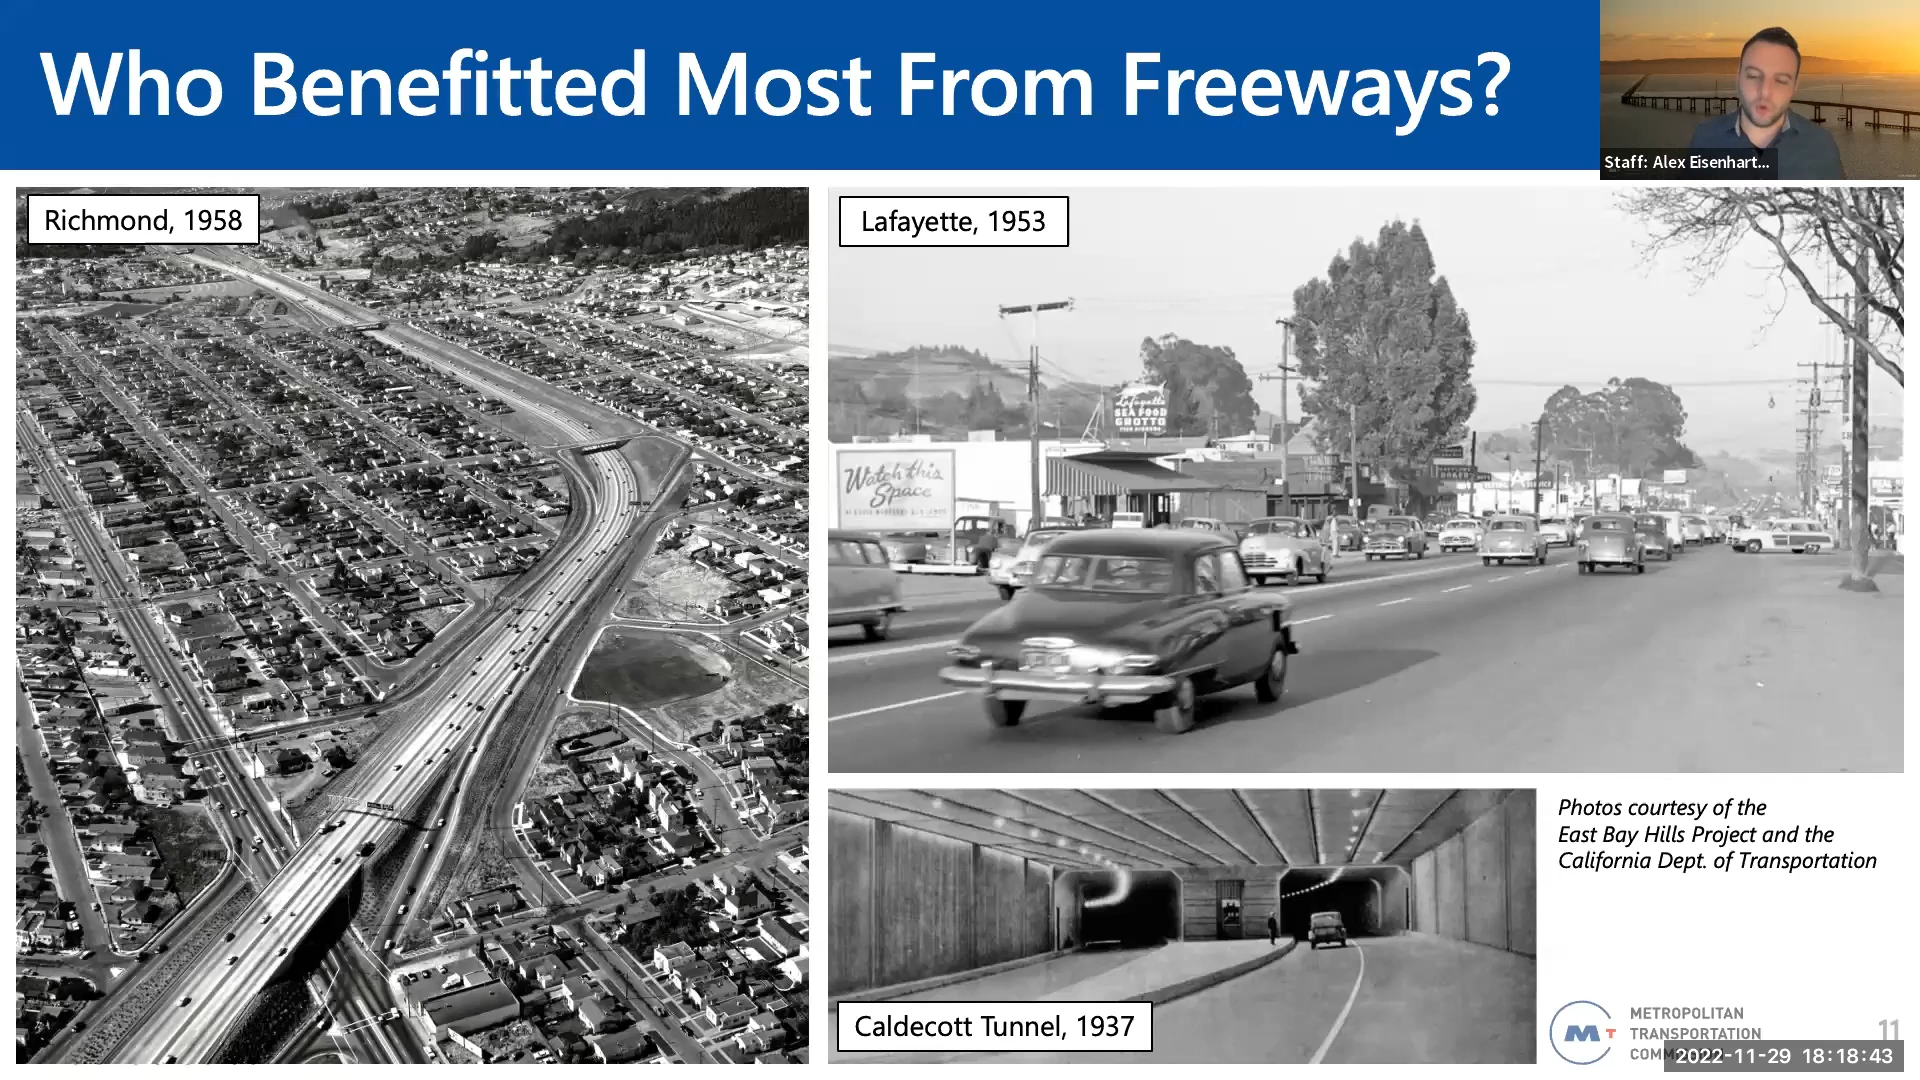 Who Benefitted Most From Freeways?
Staff: Alex Eisenhart...
Richmond, 1958
Lafayette, 1953
Lafayette
SEA FOOD
GROTTO
Watch this
Space
Caldecott Tunnel, 1937
Photos courtesy of the
East Bay Hills Project and the
California Dept. of Transportation
METROPOLITAN
TRANSPORTATION
COMM
MT
11
2022-11-29 18:18:43